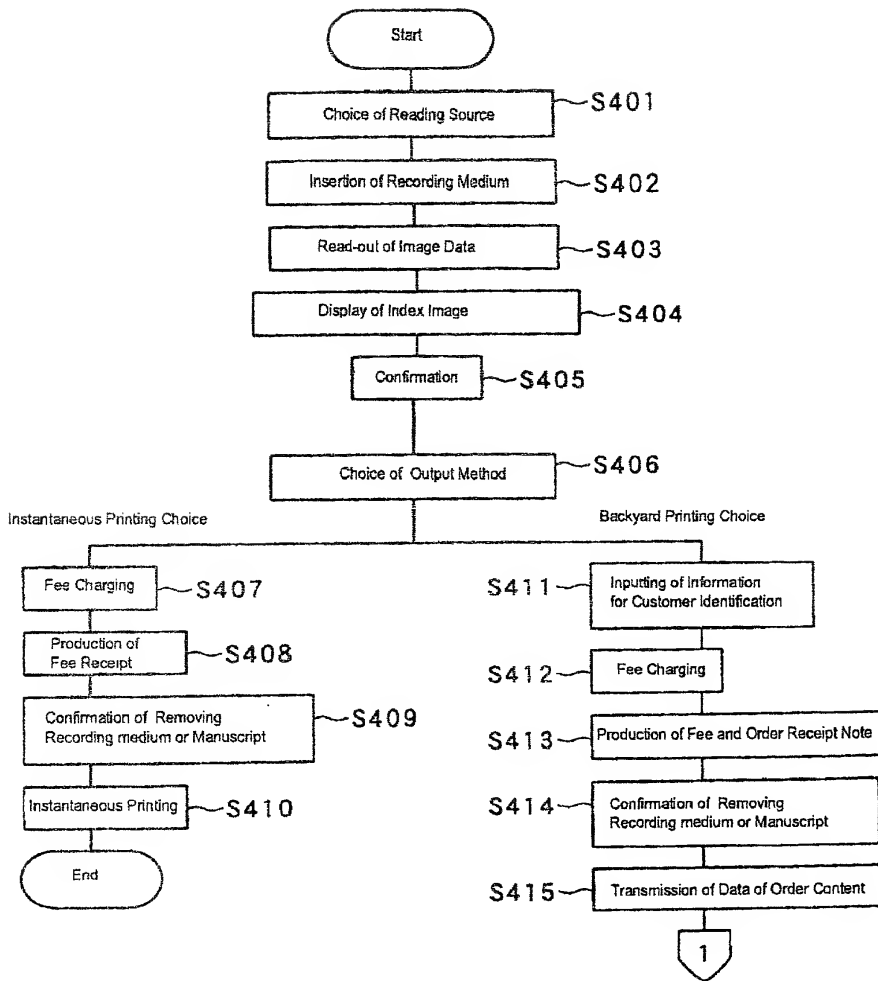 Start
Choice of Reading Source
S401
Insertion of Recording Medium
S402
Read-out of Image Data
S403
Display of Index Image
S404
Confirmation
S405
Choice of Output Method
S406
Instantaneous Printing Choice
Fee Charging
S407
Production of
Fee Receipt
S408
Confirmation of Removing
Recording medium or Manuscript
S409
Instantaneous Printing
S410
End
Backyard Printing Choice
S411
Inputting of Information
for Customer Identification
S412
Fee Charging
S413
Production of Fee and Order Receipt Note
S414
Confirmation of Removing
Recording medium or Manuscript
S415
Transmission of Data of Order Content
1